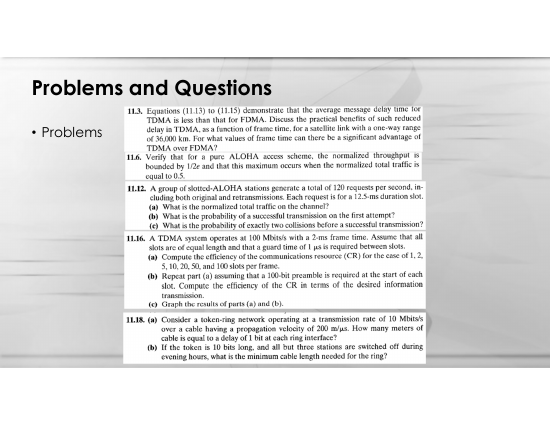 Problems and Questions
• Problems
11.3. Equations (11.13) to (11.15) demonstrate that the average message delay time for
TDMA is less than that for FDMA. Discuss the practical benefits of such reduced
delay in TDMA, as a function of frame time, for a satellite link with a one-way range
of 36,000 km. For what values of frame time can there be a significant advantage of
TDMA over FDMA?
11.6. Verify that for a pure ALOHA access scheme, the normalized throughput is
bounded by 1/2e and that this maximum occurs when the normalized total traffic is
equal to 0.5.
11.12. A group of slotted-ALOHA stations generate a total of 120 requests per second, in-
cluding both original and retransmissions. Each request is for a 12.5-ms duration slot.
(a) What is the normalized total traffic on the channel?
(b) What is the probability of a successful transmission on the first attempt?
(c) What is the probability of exactly two collisions before a successful transmission?
11.16. A TDMA system operates at 100 Mbits/s with a 2-ms frame time. Assume that all
slots are of equal length and that a guard time of 1 μs is required between slots.
(a) Compute the efficiency of the communications resource (CR) for the case of 1, 2,
5, 10, 20, 50, and 100 slots per frame.
(b) Repeat part (a) assuming that a 100-bit preamble is required at the start of each
slot. Compute the efficiency of the CR in terms of the desired information
transmission.
(c) Graph the results of parts (a) and (b).
11.18. (a) Consider a token-ring network operating at a transmission rate of 10 Mbits/s
over a cable having a propagation velocity of 200 m/μs. How many meters of
cable is equal to a delay of 1 bit at each ring interface?
(b) If the token is 10 bits long, and all but three stations are switched off during
evening hours, what is the minimum cable length needed for the ring?